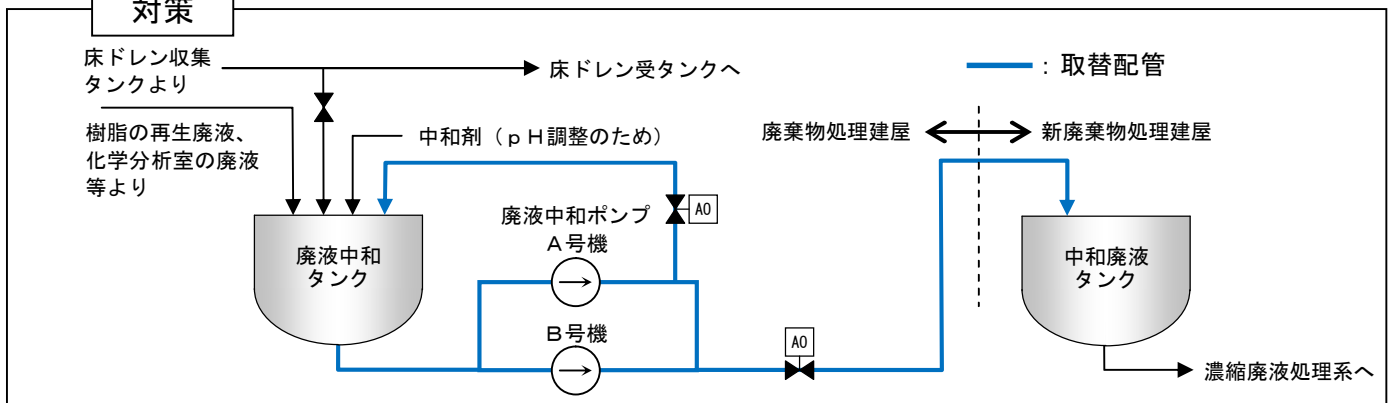 対策
床ドレン収集
タンクより
床ドレン受タンクへ
：取替配管
樹脂の再生廃液、
化学分析室の廃液
等より
中和剤（ｐＨ調整のため）
廃棄物処理建屋
新廃棄物処理建屋
廃液中和ポンプ
Ａ号機
AO
廃液中和
タンク
中和廃液
タンク
Ｂ号機
AO
濃縮廃液処理系へ